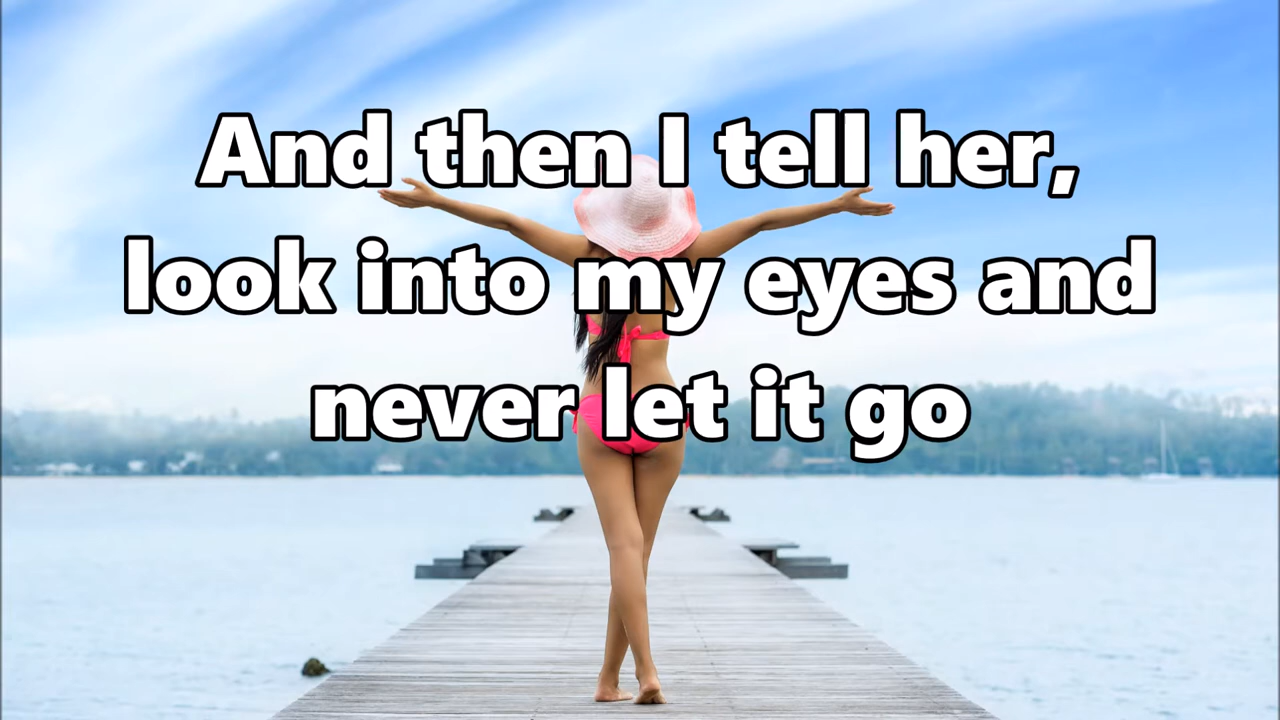 And then I tell her,
look into my eyes and
never let it go